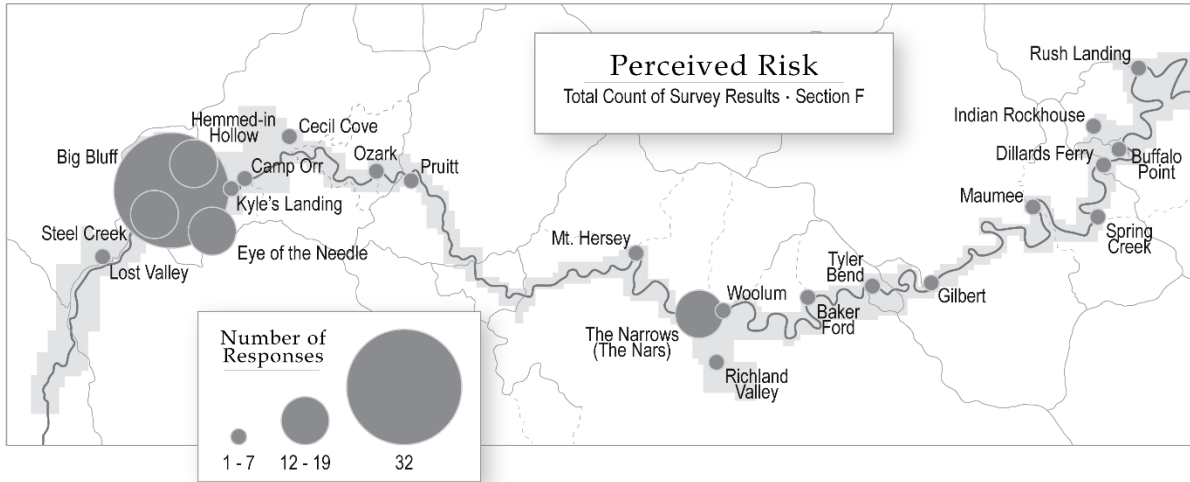 Perceived Risk
Total Count of Survey Results · Section F
Rush Landing
Indian Rockhouse
Dillards Ferry
Buffalo
Point
Maumee
Spring
Creek
Hemmed-in
Hollow
Cecil Cove
Big Bluff
Camp Orr
Ozark
Pruitt
Kyle's Landing
Steel Creek
Eye of the Needle
Lost Valley
Mt. Hersey
Tyler
Bend
Woolum
Gilbert
Baker
Ford
The Narrows
(The Nars)
Richland
Valley
Number of
Responses
1 - 7
12 - 19
32